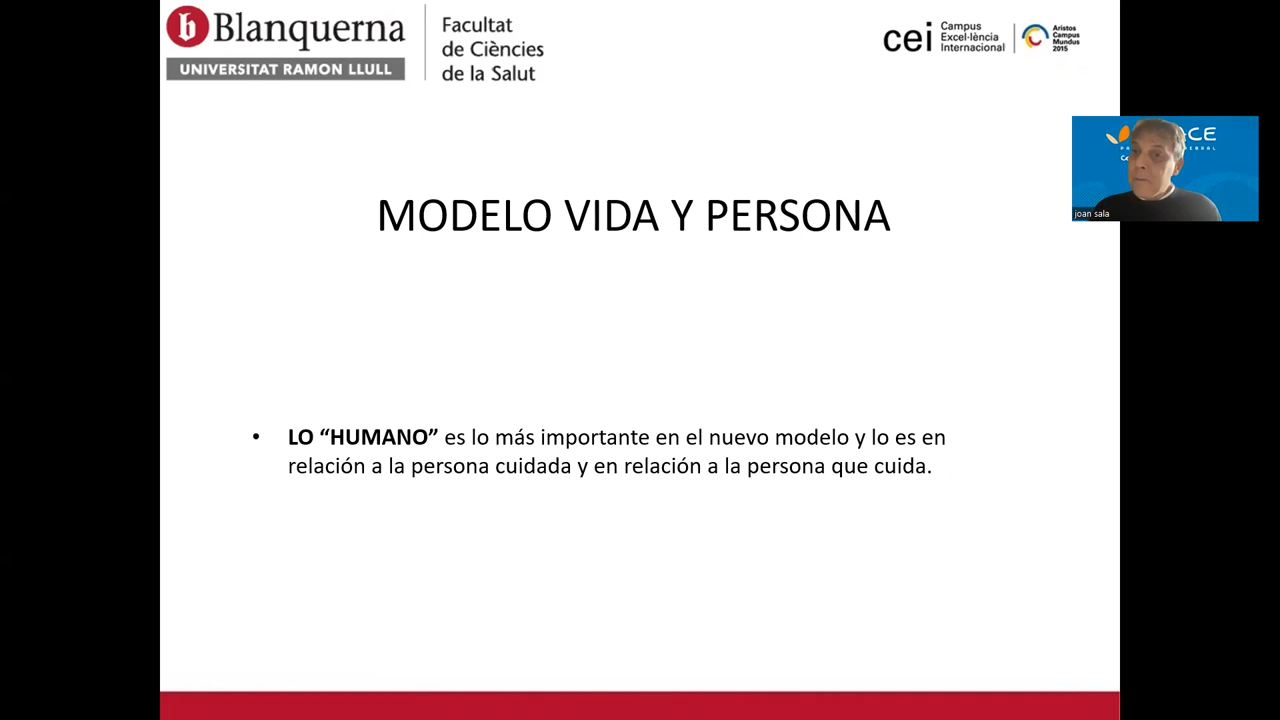 Blanquerna
UNIVERSITAT RAMON LLULL
Facultat
de Ciències
de la Salut
cei
Campus
Excel·lència
Internacional
Aristos
Campus
Mundus
2015
CE
joan sala
MODELO VIDA Y PERSONA
• LO “HUMANO” es lo más importante en el nuevo modelo y lo es en
relación a la persona cuidada y en relación a la persona que cuida.